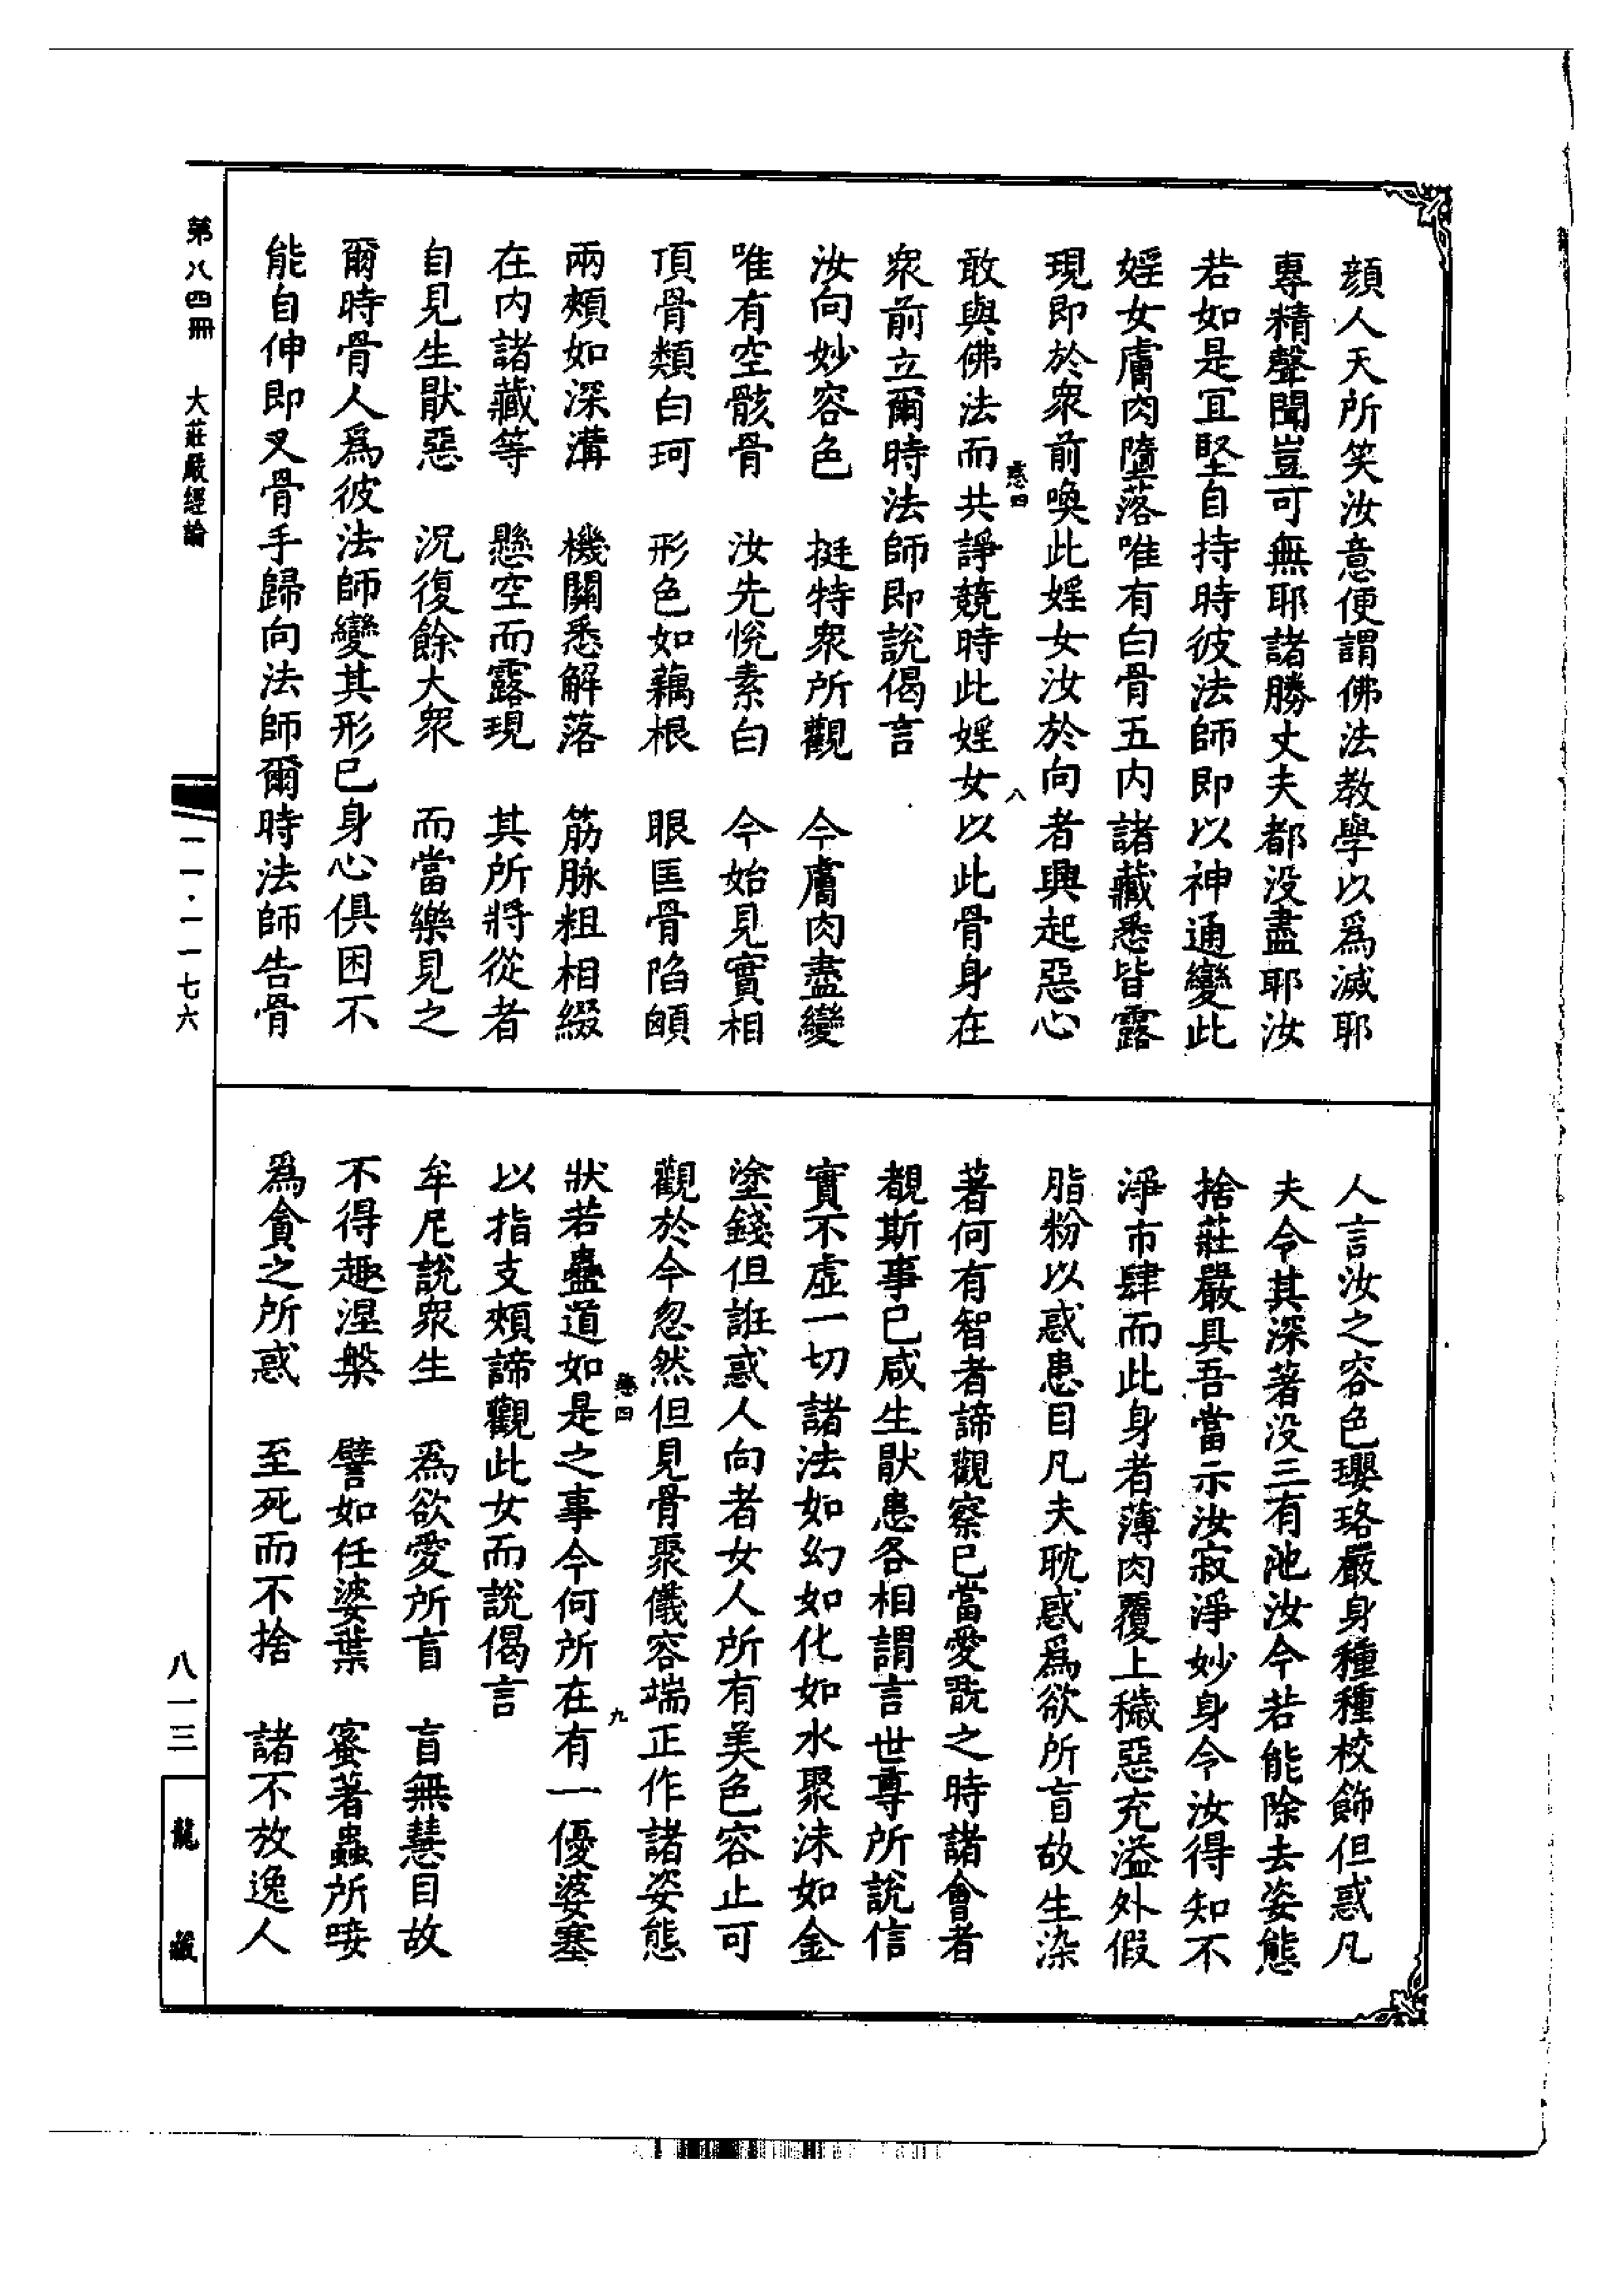 顔人天所笑汝意便謂佛法教學以爲滅耶
專精聲聞豈可無耶諸勝丈夫都没盡耶汝
若如是宜堅自持時彼法師即以神通變此
婬女膚肉墮落唯有白骨五内諸藏悉皆露
現即於衆前喚此婬女汝於向者興起惡心
四 八
敢與佛法而共諍競時此婬女以此骨身在
衆前立爾時法師即說偈言
汝向妙容色 挺特衆所觀 今膚肉盡變
唯有空骸骨 汝先悅素白 今始見實相
頂骨類白珂 形色如藕根 眼匡骨陷䪼
兩頰如深溝 機關悉解落 筋脉粗相綴
在内諸藏等 懸空而露現 其所將從者
自見生厭惡 況復餘大衆 而當樂見之
爾時骨人爲彼法師變其形已身心俱困不
能自伸即叉骨手歸向法師爾時法師告骨
人言汝之容色瓔珞嚴身種種校飾但惑凡
夫令其深著没三有池汝今若能除去姿態
捨莊嚴具吾當示汝寂淨妙身令汝得知不
淨市肆而此身者薄肉覆上穢惡充溢外假
脂粉以惑患目凡夫耽惑爲欲所盲故生染
著何有智者諦觀察已當愛翫之時諸會者
覩斯事已咸生厭患各相謂言世尊所說信
實不虛一切諸法如幻如化如水聚沫如金
塗錢但誑惑人向者女人所有美色容止可
觀於今忽然但見骨聚儀容端正作諸姿態
四 九
狀若蠱道如是之事今何所在有一優婆塞
以指支頰諦觀此女而說偈言
牟尼說衆生 爲欲愛所盲 盲無慧目故
不得趣涅槃 譬如任婆葉 蜜著蟲所唼
爲貪之所惑 至死而不捨 諸不放逸人
第八四冊 大莊嚴經論
一一·一一七六
八一三
龍藏